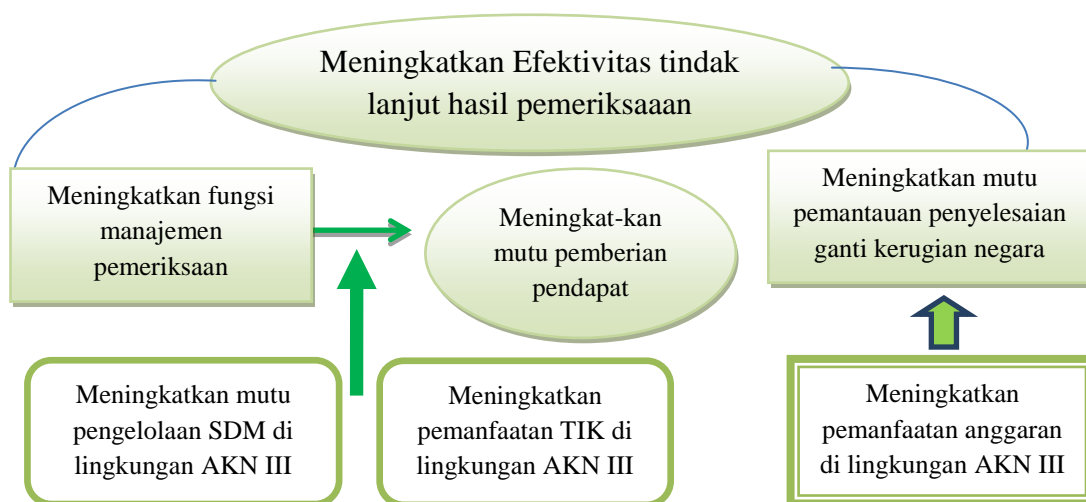 Meningkatkan Efektivitas tindak
lanjut hasil pemeriksaaan
Meningkatkan fungsi
manajemen
pemeriksaan
Meningkat-kan
mutu pemberian
pendapat
Meningkatkan mutu
pemantauan penyelesaian
ganti kerugian negara
Meningkatkan mutu
pengelolaan SDM di
lingkungan AKN III
Meningkatkan
pemanfaatan TIK di
lingkungan AKN III
Meningkatkan
pemanfaatan anggaran
di lingkungan AKN III